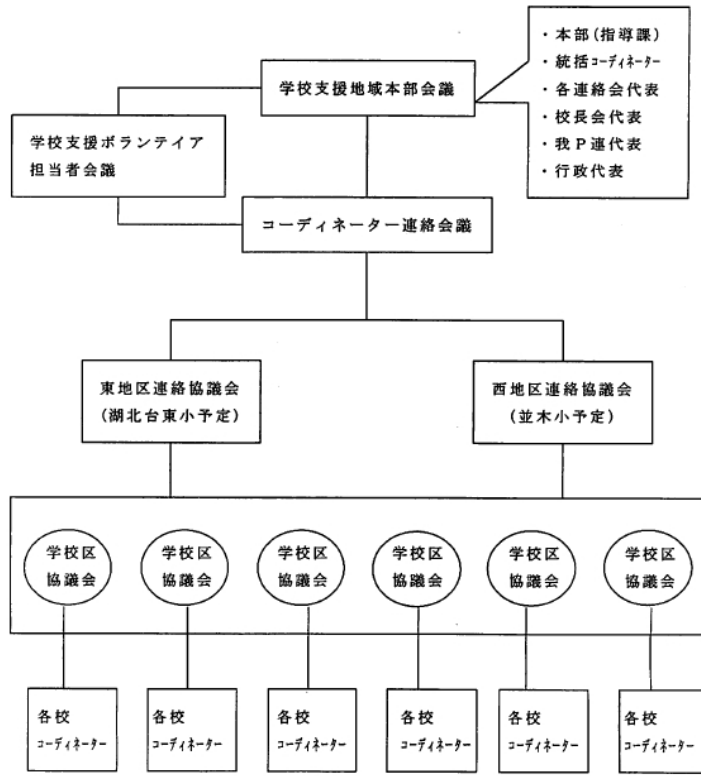 ・本部(指導課)
・統括コーディネーター
・各連絡会代表
・校長会代表
・我P連代表
・行政代表
学校支援地域本部会議
学校支援ボランテイア
担当者会議
コーディネーター連絡会議
東地区連絡協議会
(湖北台東小予定)
西地区連絡協議会
(並木小予定)
学校区
協議会
学校区
協議会
学校区
協議会
学校区
協議会
学校区
協議会
学校区
協議会
各校
コーディネーター
各校
コーディネーター
各校
コーディネーター
各校
コーディネーター
各校
コーディネーター
各校
コーディネーター